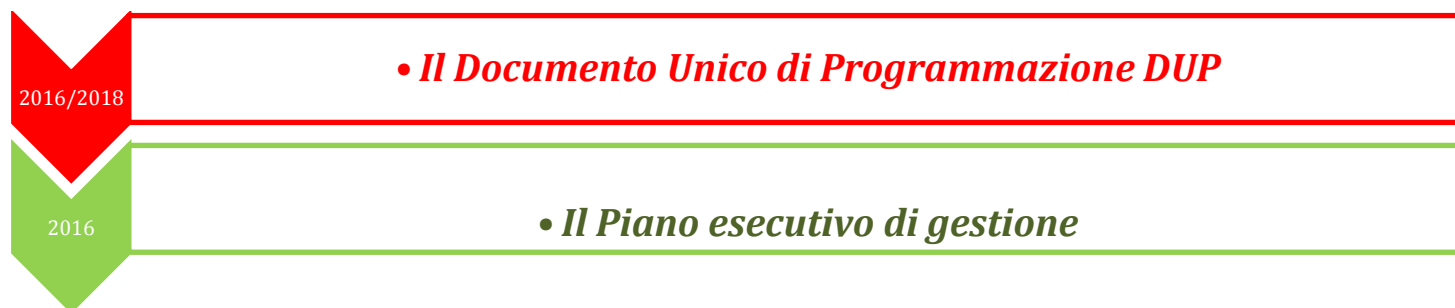 2016/2018
• Il Documento Unico di Programmazione DUP
2016
• Il Piano esecutivo di gestione